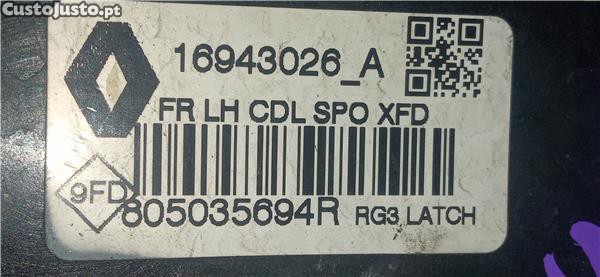 CustoJusto.pt
16943026_A
FR LH CDL SPO XFD
9FD
805035694R RG3 LATCH